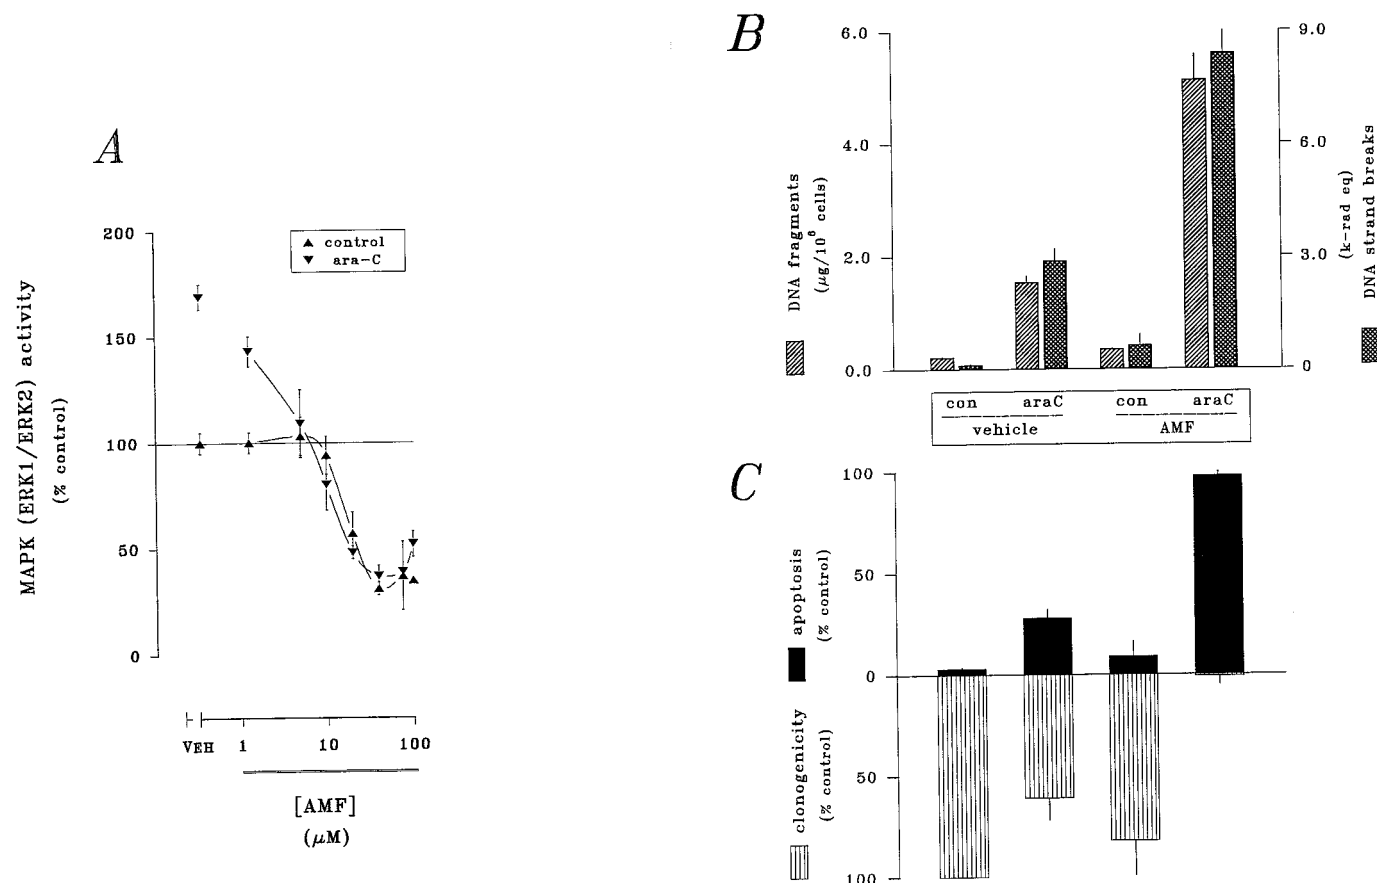 A
200
150
100
50
0
MAPK (ERK1/ERK2) activity
(% control)
control
ara-C
VEH 1 10 100
[AMF]
(μM)
B
6.0
4.0
2.0
0.0
DNA fragments
(μg/10⁶ cells)
9.0
6.0
3.0
0
(k-rad eq)
DNA strand breaks
con araC con araC
vehicle AMF
C
100
50
0
50
100
apoptosis
(% control)
clonogenicity
(% control)